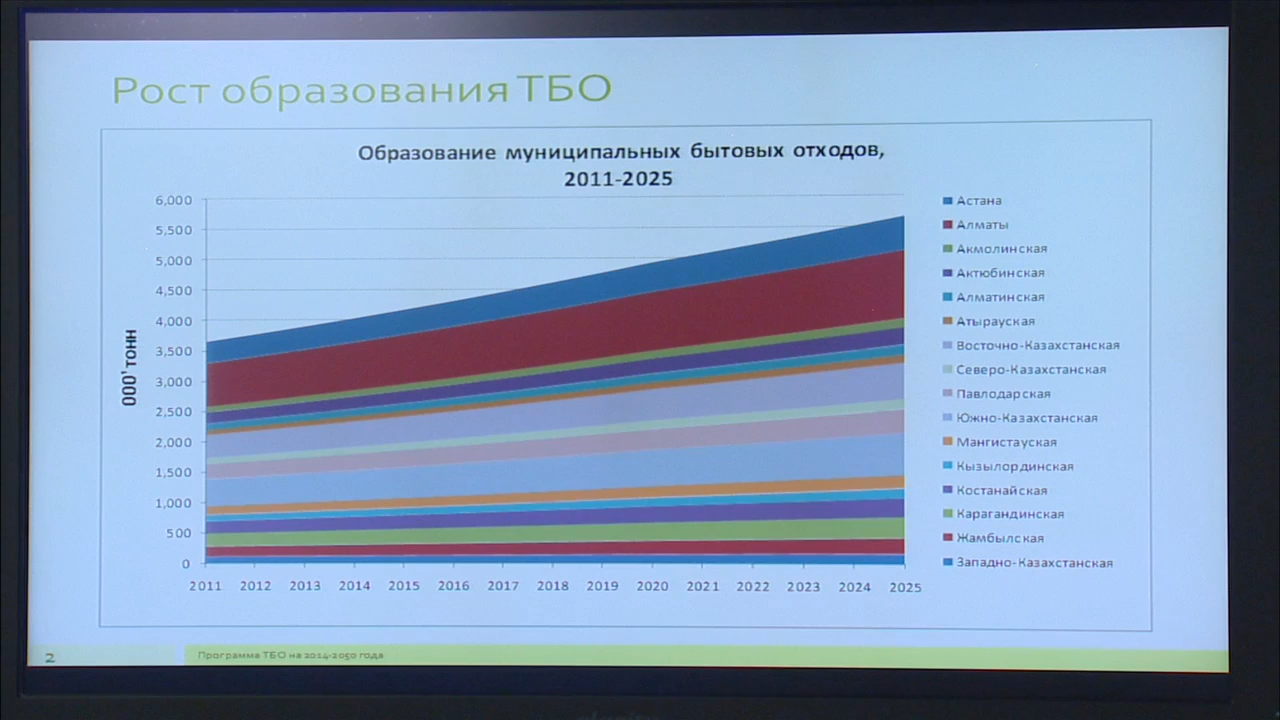 Рост образования ТБО
Образование муниципальных бытовых отходов,
2011-2025
6,000
5,500
5,000
4,500
4,000
3,500
3,000
2,500
2,000
1,500
1,000
500
0
000'тонн
2011 2012 2013 2014 2015 2016 2017 2018 2019 2020 2021 2022 2023 2024 2025
Астана
Алматы
Акмолинская
Актюбинская
Алматинская
Атырауская
Восточно-Казахстанская
Северо-Казахстанская
Павлодарская
Южно-Казахстанская
Мангистауская
Кызылординская
Костанайская
Карагандинская
Жамбылская
Западно-Казахстанская
2
Программа ТБО на 2014-2050 года